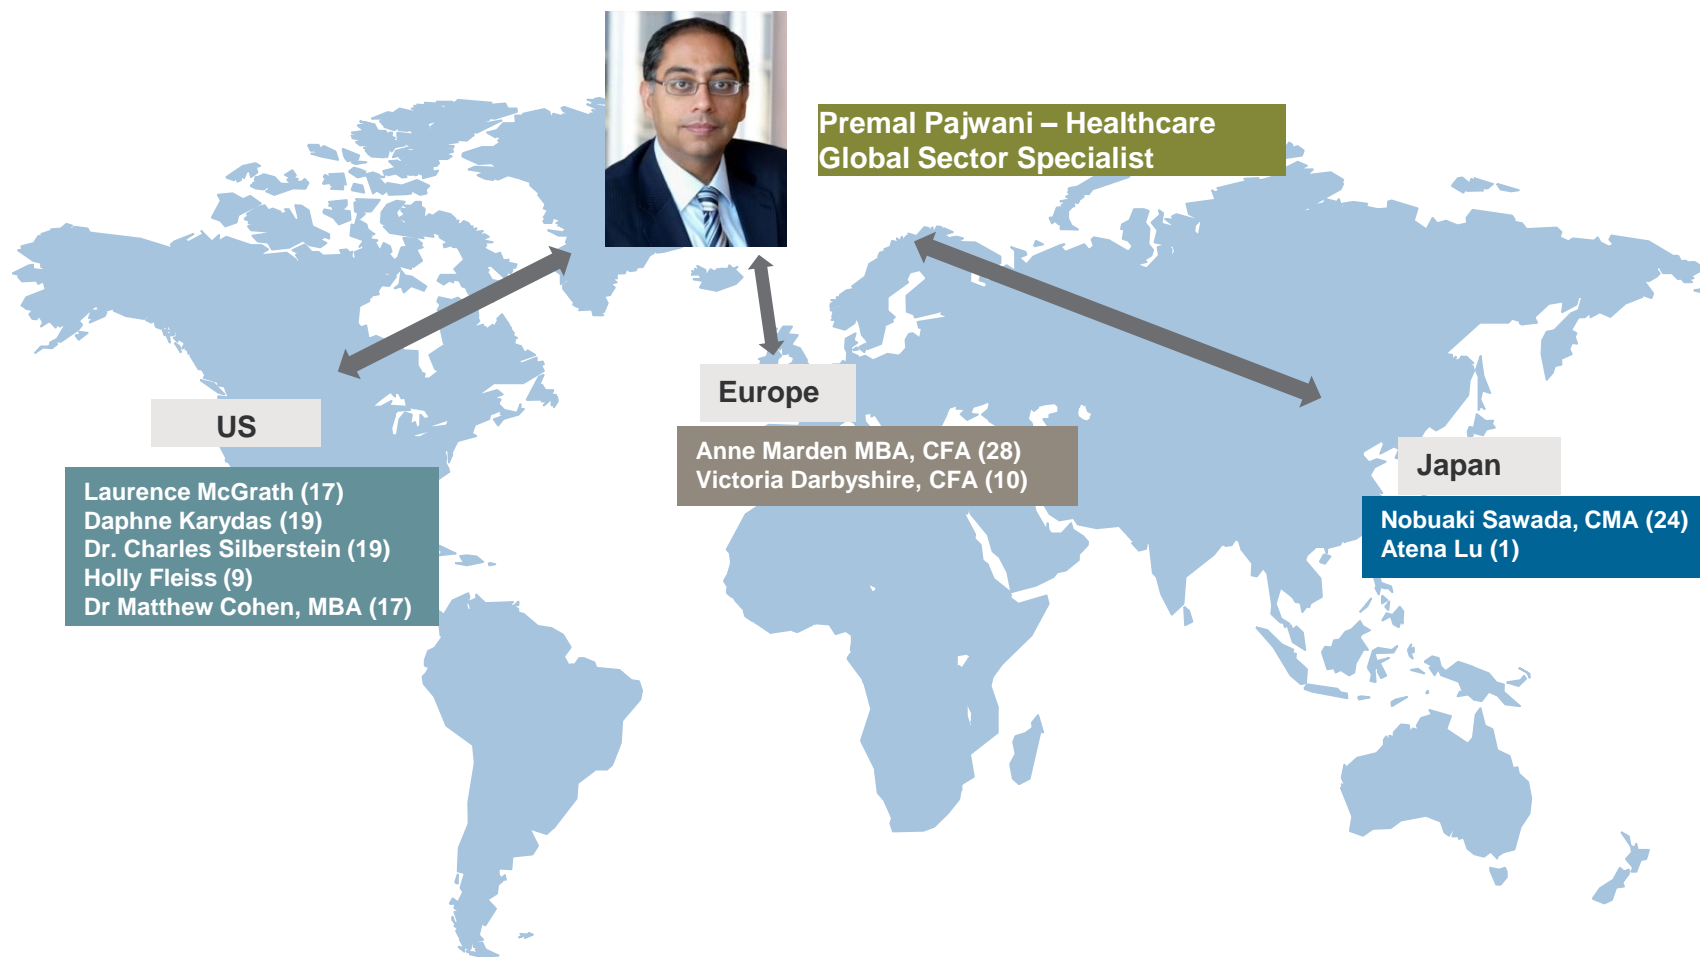 Premal Pajwani – Healthcare
Global Sector Specialist
US
Laurence McGrath (17)
Daphne Karydas (19)
Dr. Charles Silberstein (19)
Holly Fleiss (9)
Dr Matthew Cohen, MBA (17)
Europe
Anne Marden MBA, CFA (28)
Victoria Darbyshire, CFA (10)
Japan
Nobuaki Sawada, CMA (24)
Atena Lu (1)